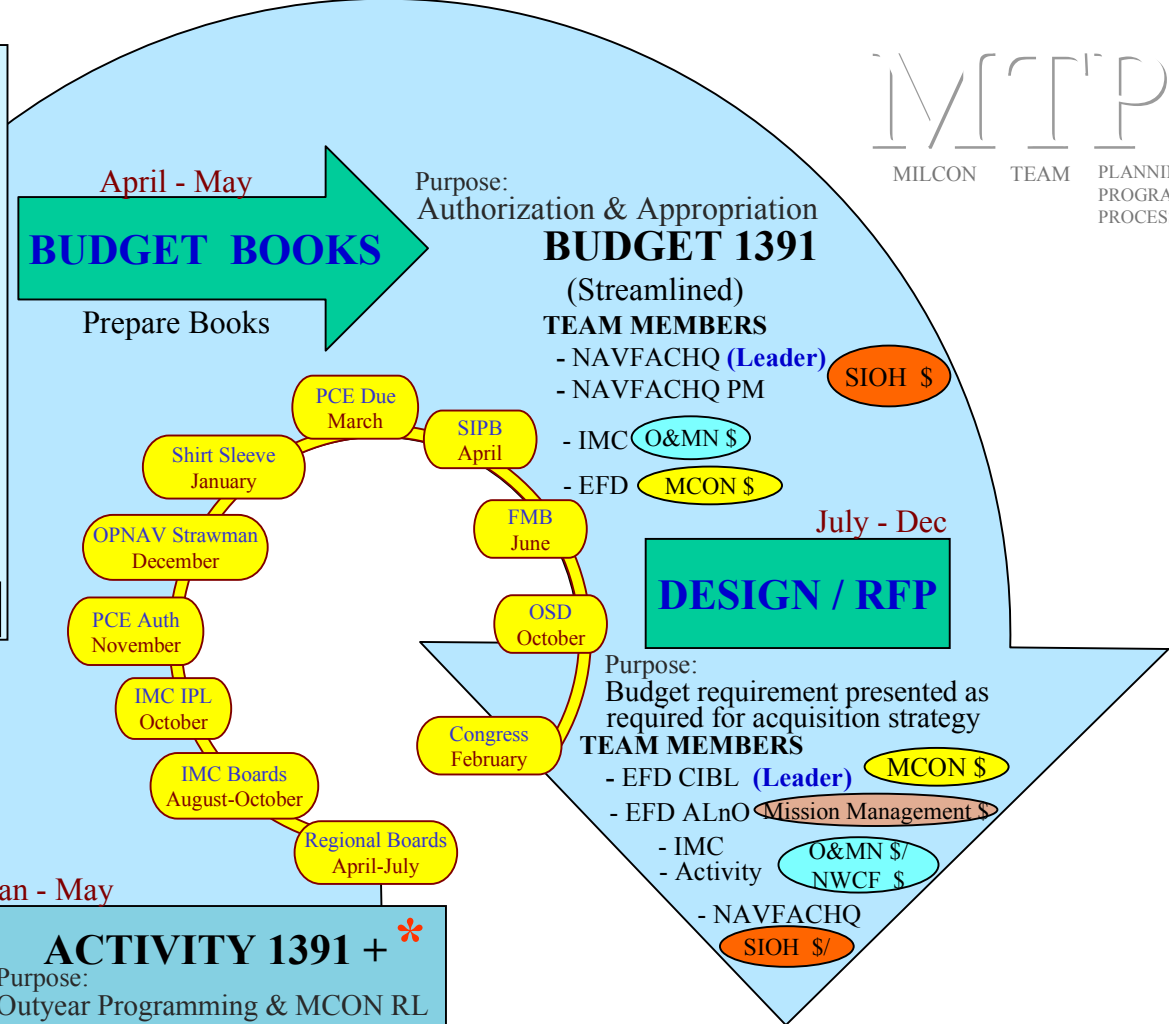 MTP
MILCON TEAM
April - May
BUDGET BOOKS
Prepare Books
Purpose:
Authorization & Appropriation
BUDGET 1391
(Streamlined)
TEAM MEMBERS
- NAVFACHQ (Leader)
- NAVFACHQ PM
SIOH $
- IMC O&MN $
- EFD MCON $
PCE Due
March
SIPB
April
Shirt Sleeve
January
FMB
June
OPNAV Strawman
December
OSD
October
PCE Auth
November
IMC IPL
October
Congress
February
IMC Boards
August-October
Regional Boards
April-July
July - Dec
DESIGN / RFP
Purpose:
Budget requirement presented as
required for acquisition strategy
TEAM MEMBERS
- EFD CIBL (Leader) MCON $
- EFD ALnO Mission Management $
- IMC
- Activity
O&MN $/
NWCF $
- NAVFACHQ
SIOH $/
- May
ACTIVITY 1391 + *
Purpose:
Outyear Programming & MCON RL